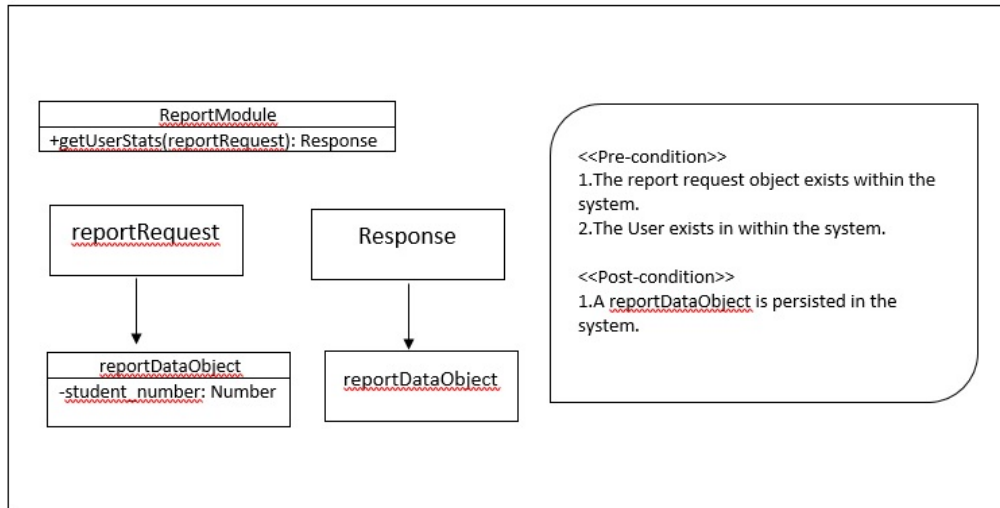 ReportModule
+getUserStats(reportRequest): Response
reportRequest
Response
reportDataObject
-student_number: Number
reportDataObject
<<Pre-condition>>
1.The report request object exists within the
system.
2.The User exists in within the system.
<<Post-condition>>
1.A reportDataObject is persisted in the
system.